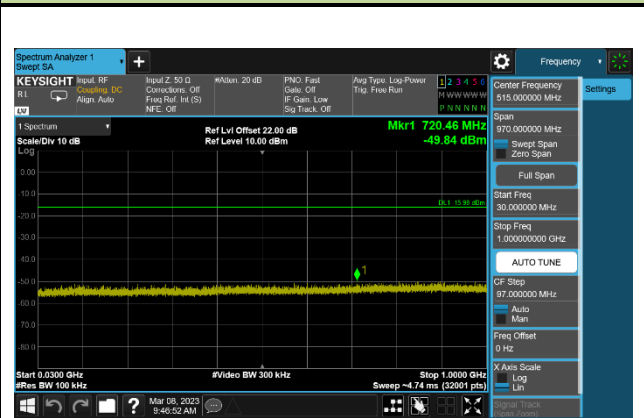 Spectrum Analyzer 1
Swept SA
+
Frequency
KEYSIGHT
R L
Input: RF
Coupling: DC
Align: Auto
Input Z: 50 Ω
Corrections: Off
Freq Ref: Int (S)
NFE: Off
#Atten: 20 dB
PNO: Fast
Gate: Off
IF Gain: Low
Sig Track: Off
Avg Type: Log-Power
Trig: Free Run
1 2 3 4 5 6
M W W W W W
P N N N N N
Center Frequency
515.000000 MHz
Settings
Span
970.000000 MHz
Swept Span
Zero Span
Full Span
Start Freq
30.000000 MHz
Stop Freq
1.000000000 GHz
AUTO TUNE
CF Step
97.000000 MHz
Auto
Man
Freq Offset
0 Hz
X Axis Scale
Log
Lin
Signal Track
(Span Zoom)
1 Spectrum
Scale/Div 10 dB
Log
Ref Lvl Offset 22.00 dB
Ref Level 10.00 dBm
Mkr1 720.46 MHz
-49.84 dBm
0.00
-10.0
DL1 -15.98 dBm
-20.0
-30.0
-40.0
1
-50.0
-60.0
-70.0
-80.0
Start 0.0300 GHz
#Res BW 100 kHz
#Video BW 300 kHz
Stop 1.0000 GHz
Sweep ~4.74 ms (32001 pts)
?
Mar 08, 2023
9:46:52 AM